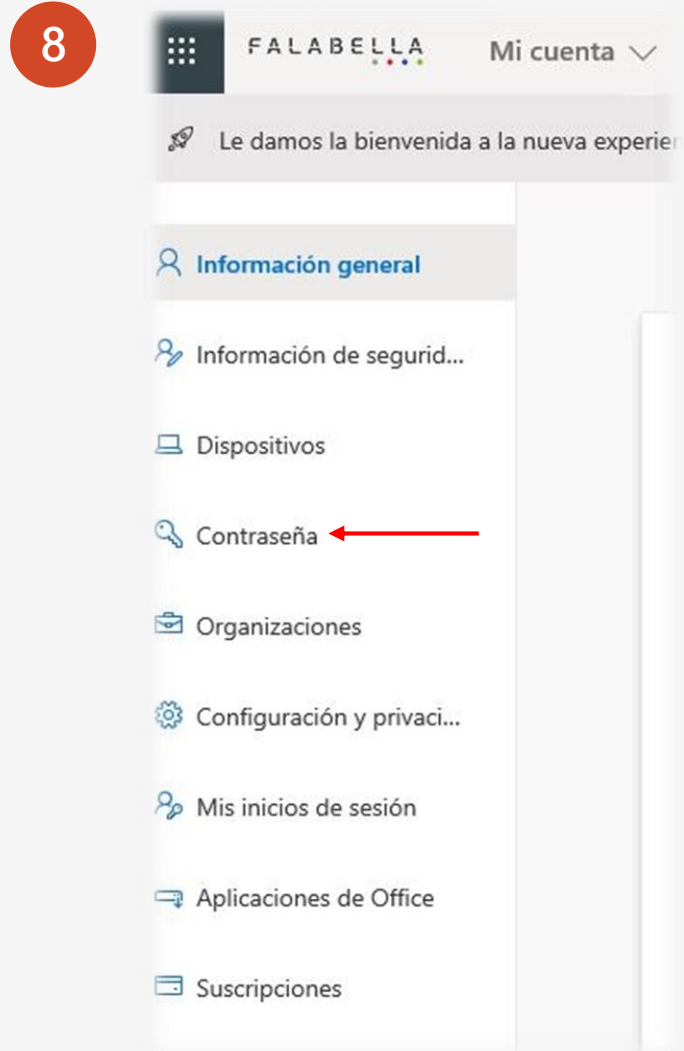 8
FALABELLA
Mi cuenta
Le damos la bienvenida a la nueva experien
Información general
Información de segurid...
Dispositivos
Contraseña
Organizaciones
Configuración y privaci...
Mis inicios de sesión
Aplicaciones de Office
Suscripciones